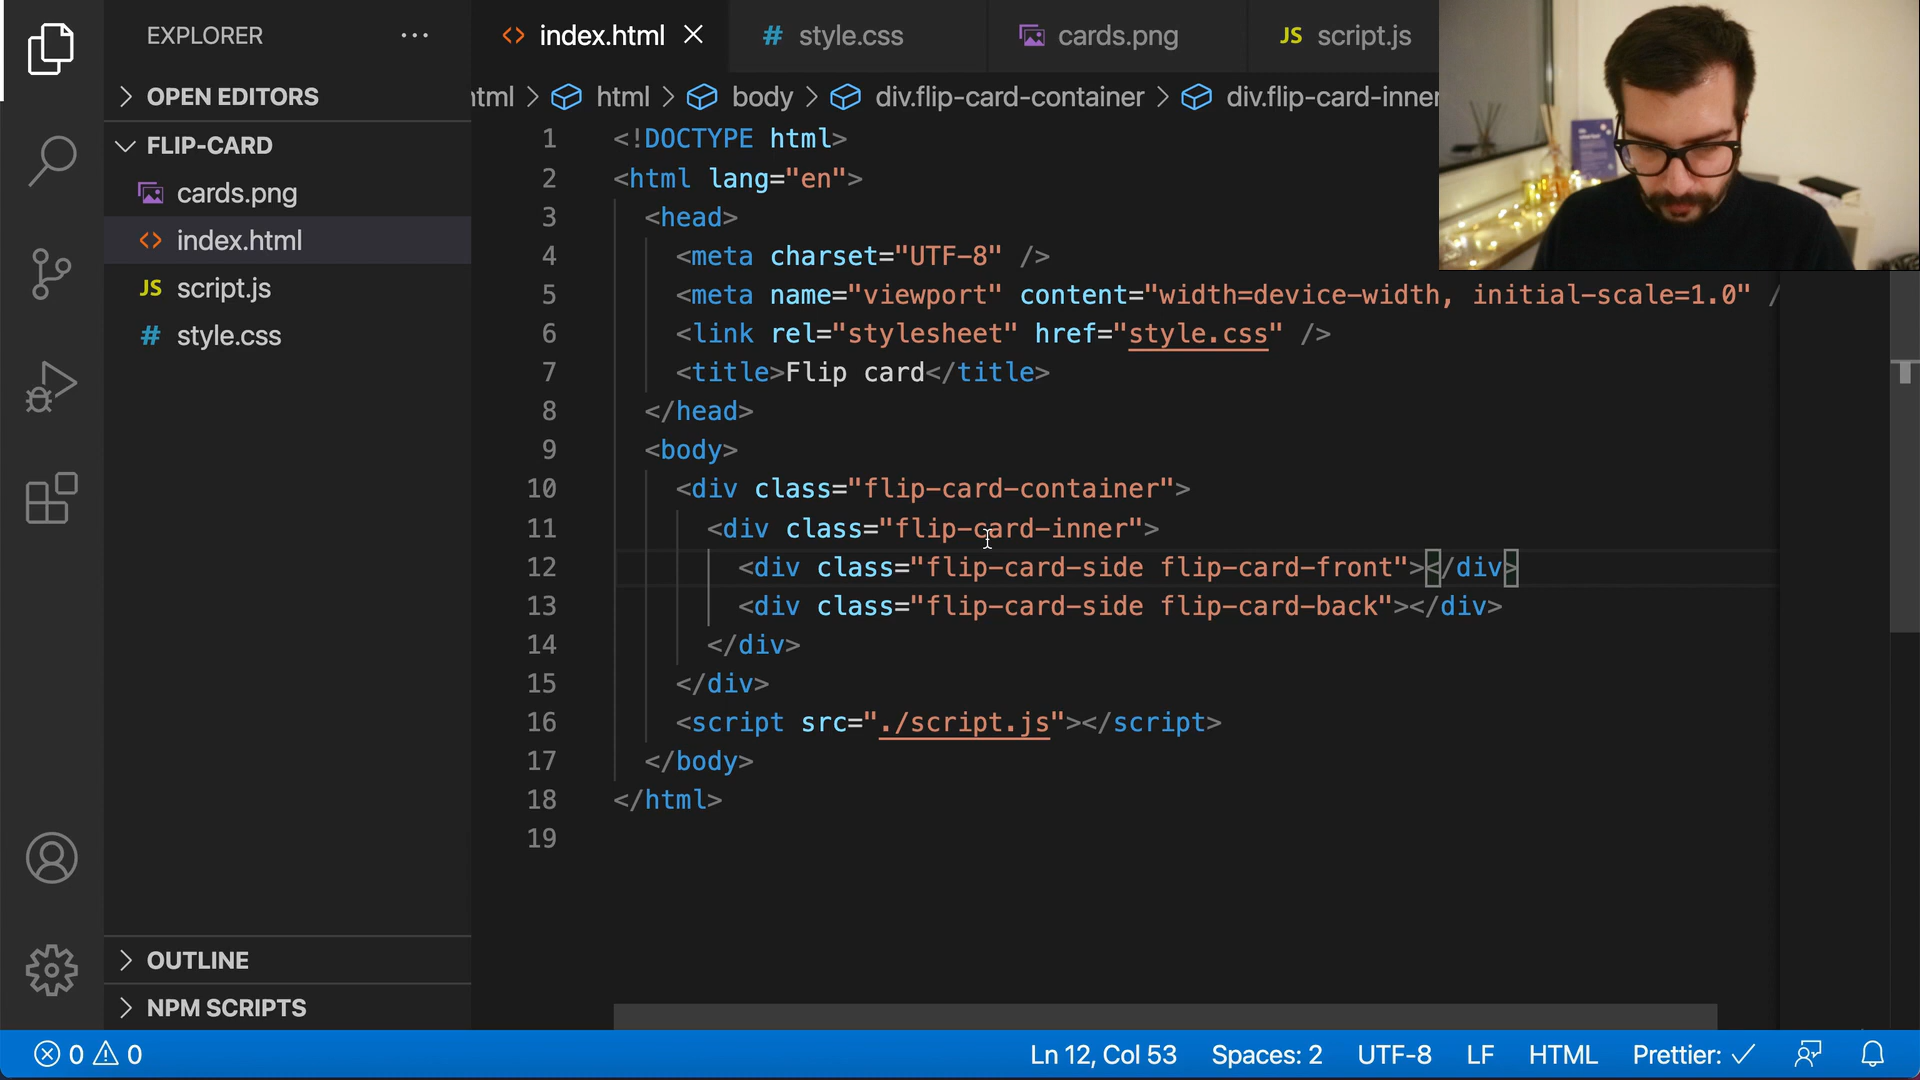 EXPLORER
OPEN EDITORS
FLIP-CARD
cards.png
index.html
JS script.js
# style.css
OUTLINE
NPM SCRIPTS
index.html
# style.css
cards.png
JS script.js
html > body > div.flip-card-container > div.flip-card-inner
1 <!DOCTYPE html>
2 <html lang="en">
3 <head>
4 <meta charset="UTF-8" />
5 <meta name="viewport" content="width=device-width, initial-scale=1.0" /
6 <link rel="stylesheet" href="style.css" />
7 <title>Flip card</title>
8 </head>
9 <body>
10 <div class="flip-card-container">
11 <div class="flip-card-inner">
12 <div class="flip-card-side flip-card-front"></div>
13 <div class="flip-card-side flip-card-back"></div>
14 </div>
15 </div>
16 <script src="./script.js"></script>
17 </body>
18 </html>
19
0 0 Ln 12, Col 53 Spaces: 2 UTF-8 LF HTML Prettier: ✓